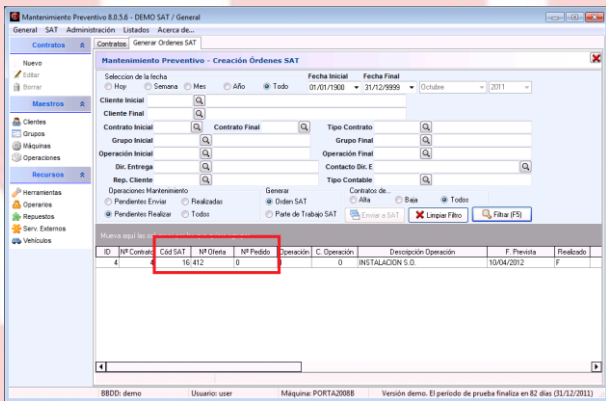 Mantenimiento Preventivo 8.0.5.6 - DEMO SAT / General
General SAT Administración Listados Acerca de...
Contratos
Nuevo
Editar
Borrar
Maestros
Clientes
Grupos
Máquinas
Operaciones
Recursos
Herramientas
Operarios
Repuestos
Serv. Externos
Vehículos
Contratos Generar Ordenes SAT
Mantenimiento Preventivo - Creación Órdenes SAT
Seleccion de la fecha Fecha Inicial Fecha Final
Hoy Semana Mes Año Todo 01/01/1900 31/12/9999 Octubre 2011
Cliente Inicial
Cliente Final
Contrato Inicial Contrato Final Tipo Contrato
Grupo Inicial Grupo Final
Operación Inicial Operación Final
Dir. Entrega Contacto Dir. E
Rep. Cliente Tipo Contable
Operaciones Mantenimiento Generar Contratos de...
Pendientes Enviar Realizadas Orden SAT Alta Baja Todos
Pendientes Realizar Todos Parte de Trabajo SAT Enviar a SAT Limpiar Filtro Filtrar (F5)
Mueva aquí las
ID Nº Contrato Cód SAT Nº Oferta Nº Pedido Operación C. Operación Descripción Operación F. Prevista Realizado
4 4 16 412 0 0 INSTALACION S.O. 10/04/2012 F
BBDD: demo Usuario: user Máquina: PORTA2008B Versión demo. El período de prueba finaliza en 82 días (31/12/2011)